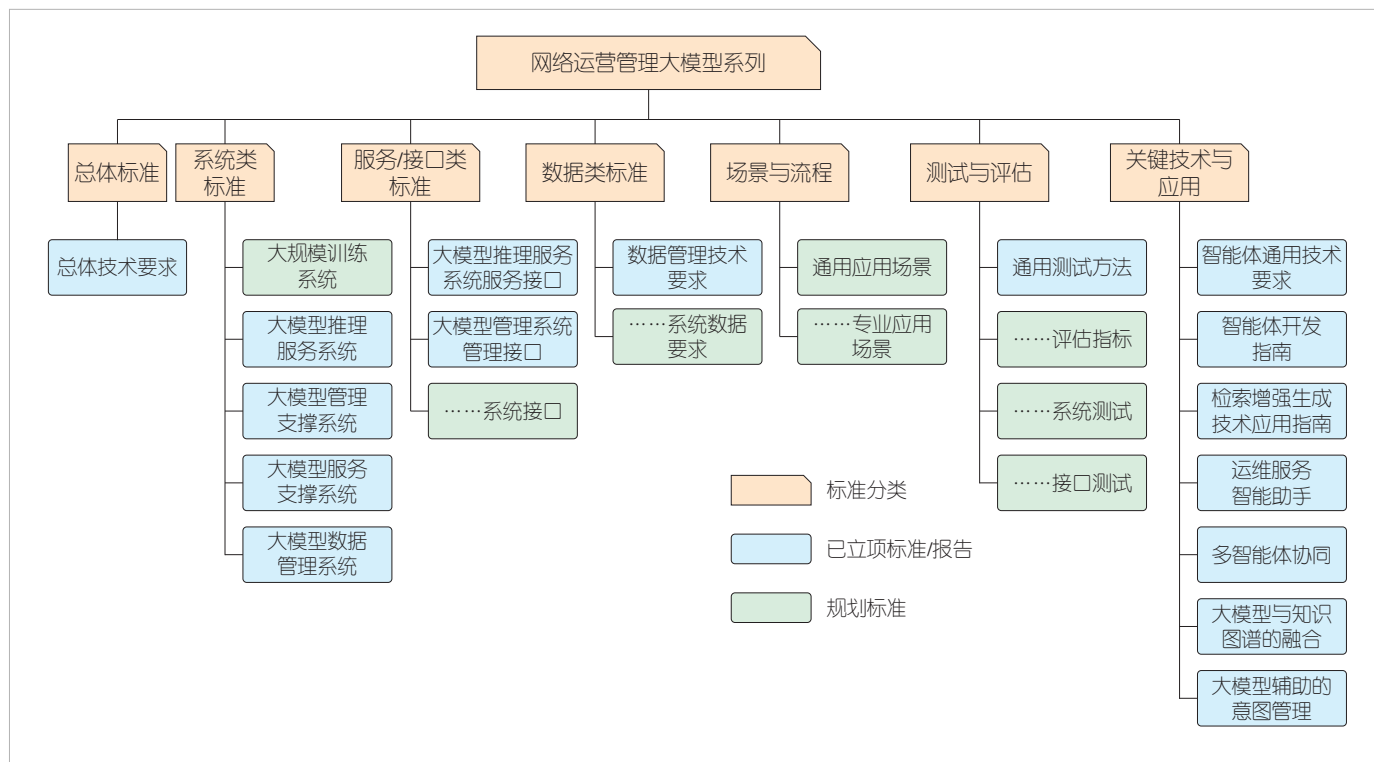 网络运营管理大模型系列
总体标准
系统类
标准
服务/接口类
标准
数据类标准
场景与流程
测试与评估
关键技术与
应用
总体技术要求
大规模训练
系统
大模型推理
服务系统
大模型管理
支撑系统
大模型服务
支撑系统
大模型数据
管理系统
大模型推理服务
系统服务接口
大模型管理系统
管理接口
……系统接口
数据管理技术
要求
……系统数据
要求
通用应用场景
……专业应用
场景
通用测试方法
……评估指标
……系统测试
……接口测试
智能体通用技术
要求
智能体开发
指南
检索增强生成
技术应用指南
运维服务
智能助手
多智能体协同
大模型与知识
图谱的融合
大模型辅助的
意图管理
标准分类
已立项标准/报告
规划标准